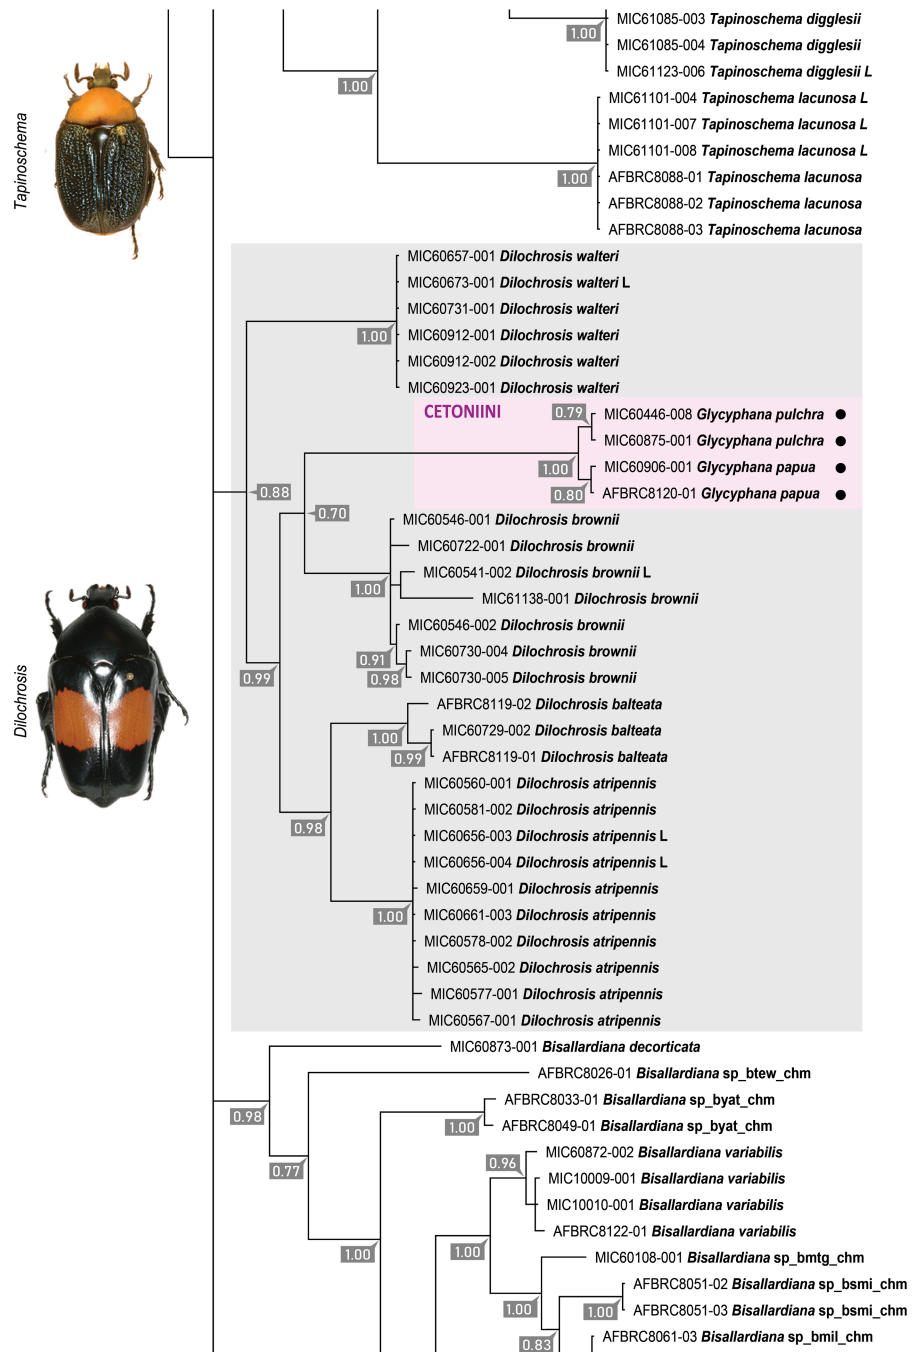 1.00
MIC61085-003 Tapinoschema digglesii
MIC61085-004 Tapinoschema digglesii
MIC61123-006 Tapinoschema digglesii L
1.00
MIC61101-004 Tapinoschema lacunosa L
MIC61101-007 Tapinoschema lacunosa L
MIC61101-008 Tapinoschema lacunosa L
Tapinoschema
1.00
AFBRC8088-01 Tapinoschema lacunosa
AFBRC8088-02 Tapinoschema lacunosa
AFBRC8088-03 Tapinoschema lacunosa
MIC60657-001 Dilochrosis walteri
MIC60673-001 Dilochrosis walteri L
MIC60731-001 Dilochrosis walteri
1.00
MIC60912-001 Dilochrosis walteri
MIC60912-002 Dilochrosis walteri
MIC60923-001 Dilochrosis walteri
CETONIINI
0.79
MIC60446-008 Glycyphana pulchra
MIC60875-001 Glycyphana pulchra
1.00
MIC60906-001 Glycyphana papua
0.80
AFBRC8120-01 Glycyphana papua
0.88
0.70
MIC60546-001 Dilochrosis brownii
MIC60722-001 Dilochrosis brownii
MIC60541-002 Dilochrosis brownii L
1.00
MIC61138-001 Dilochrosis brownii
MIC60546-002 Dilochrosis brownii
0.91
MIC60730-004 Dilochrosis brownii
0.98
MIC60730-005 Dilochrosis brownii
0.99
Dilochrosis
AFBRC8119-02 Dilochrosis balteata
1.00
MIC60729-002 Dilochrosis balteata
0.99
AFBRC8119-01 Dilochrosis balteata
MIC60560-001 Dilochrosis atripennis
MIC60581-002 Dilochrosis atripennis
0.98
MIC60656-003 Dilochrosis atripennis L
MIC60656-004 Dilochrosis atripennis L
MIC60659-001 Dilochrosis atripennis
1.00
MIC60661-003 Dilochrosis atripennis
MIC60578-002 Dilochrosis atripennis
MIC60565-002 Dilochrosis atripennis
MIC60577-001 Dilochrosis atripennis
MIC60567-001 Dilochrosis atripennis
MIC60873-001 Bisallardiana decorticata
AFBRC8026-01 Bisallardiana sp_btew_chm
0.98
AFBRC8033-01 Bisallardiana sp_byat_chm
1.00
AFBRC8049-01 Bisallardiana sp_byat_chm
0.77
MIC60872-002 Bisallardiana variabilis
0.96
MIC10009-001 Bisallardiana variabilis
MIC10010-001 Bisallardiana variabilis
AFBRC8122-01 Bisallardiana variabilis
1.00
1.00
MIC60108-001 Bisallardiana sp_bmtg_chm
AFBRC8051-02 Bisallardiana sp_bsmi_chm
1.00
1.00
AFBRC8051-03 Bisallardiana sp_bsmi_chm
0.83
AFBRC8061-03 Bisallardiana sp_bmil_chm